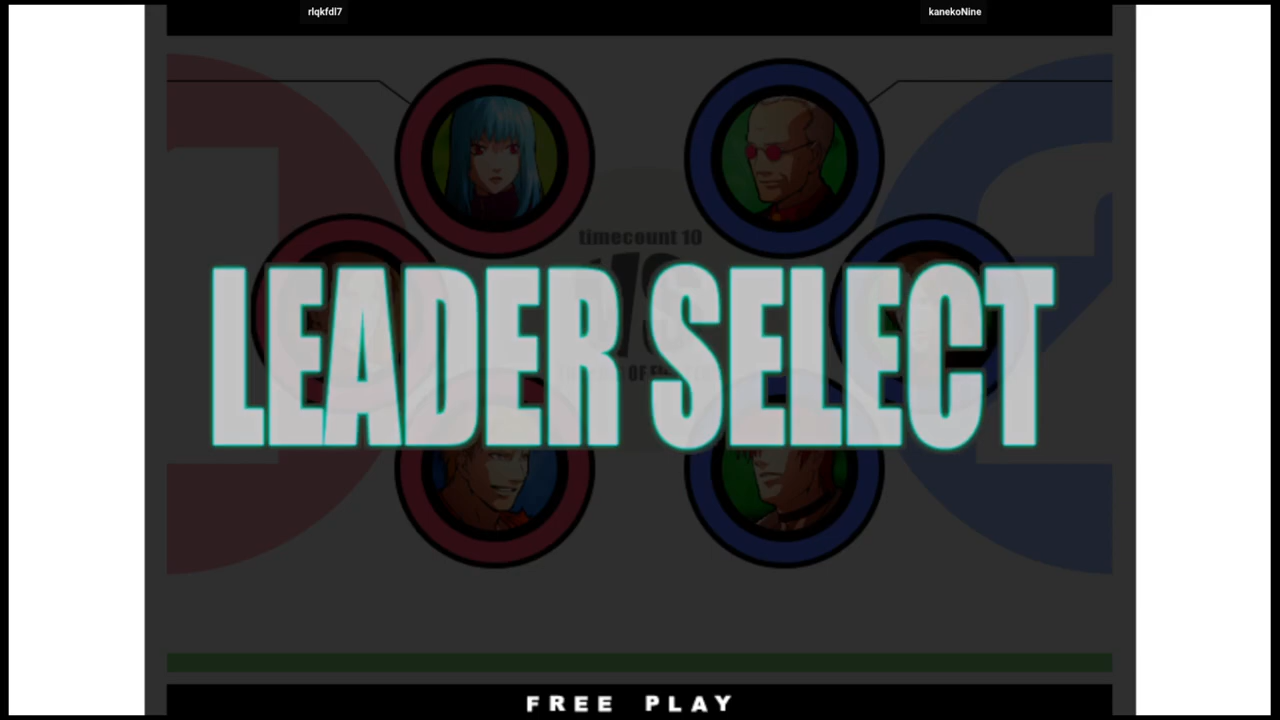 rlqkfdl7
kanekoNine
timecount 10
LEADER SELECT
FREE PLAY